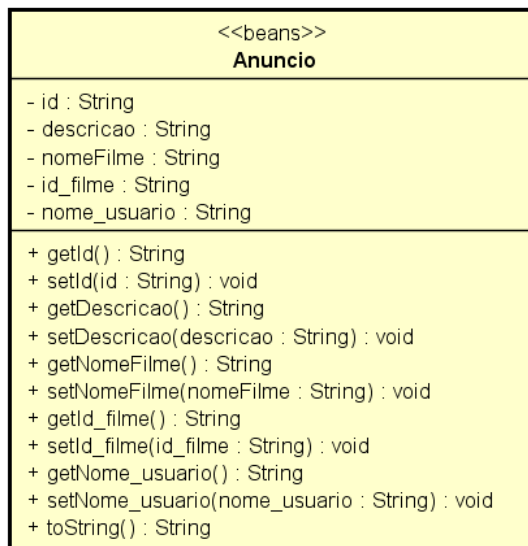 <<beans>>
Anuncio
- id : String
- descricao : String
- nomeFilme : String
- id_filme : String
- nome_usuario : String
+ getId() : String
+ setId(id : String) : void
+ getDescricao() : String
+ setDescricao(descricao : String) : void
+ getNomeFilme() : String
+ setNomeFilme(nomeFilme : String) : void
+ getId_filme() : String
+ setId_filme(id_filme : String) : void
+ getNome_usuario() : String
+ setNome_usuario(nome_usuario : String) : void
+ toString() : String